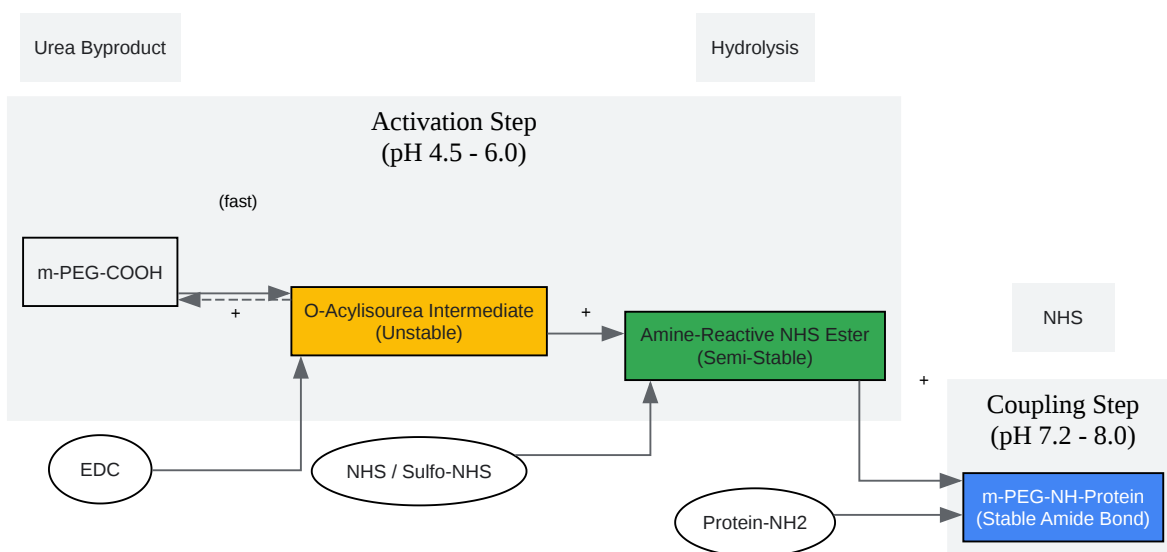 Urea Byproduct
Hydrolysis
Activation Step
(pH 4.5 - 6.0)
(fast)
m-PEG-COOH
+
O-Acylisourea Intermediate
(Unstable)
+
Amine-Reactive NHS Ester
(Semi-Stable)
NHS
+
Coupling Step
(pH 7.2 - 8.0)
EDC
NHS / Sulfo-NHS
Protein-NH2
m-PEG-NH-Protein
(Stable Amide Bond)